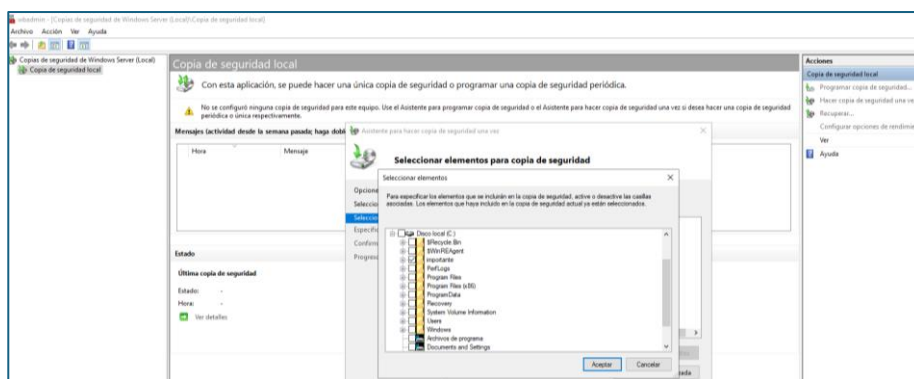 wbadmin - [Copias de seguridad de Windows Server (Local)\Copia de seguridad local]
Archivo Acción Ver Ayuda
Copias de seguridad de Windows Server (Local)
Copia de seguridad local
Copia de seguridad local
Con esta aplicación, se puede hacer una única copia de seguridad o programar una copia de seguridad periódica.
No se configuró ninguna copia de seguridad para este equipo. Use el Asistente para programar copia de seguridad o el Asistente para hacer copia de seguridad una vez si desea hacer una copia de seguridad
periódica o única respectivamente.
Mensajes (actividad desde la semana pasada; haga dobl
Hora Mensaje
Estado
Última copia de seguridad
Estado: -
Hora: -
Ver detalles
Asistente para hacer copia de seguridad una vez
Seleccionar elementos para copia de seguridad
Opcione
Seleccio
Seleccio
Especific
Confirm
Progreso
Seleccionar elementos
Para especificar los elementos que se incluirán en la copia de seguridad, active o desactive las casillas
asociadas. Los elementos que haya incluido en la copia de seguridad actual ya están seleccionados.
Disco local (C:)
$Recycle.Bin
$WinREAgent
importante
PerfLogs
Program Files
Program Files (x86)
ProgramData
Recovery
System Volume Information
Users
Windows
Archivos de programa
Documents and Settings
Aceptar Cancelar
Acciones
Copia de seguridad local
Programar copia de seguridad...
Hacer copia de seguridad una ve
Recuperar...
Configurar opciones de rendimie
Ver
Ayuda